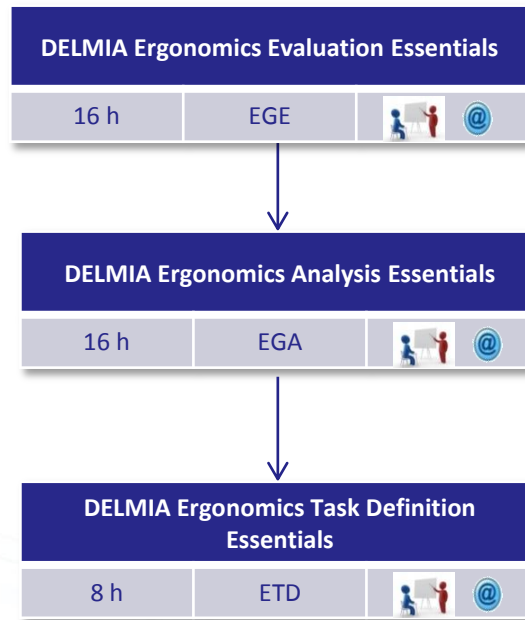 DELMIA Ergonomics Evaluation Essentials
16 h EGE @
DELMIA Ergonomics Analysis Essentials
16 h EGA @
DELMIA Ergonomics Task Definition
Essentials
8 h ETD @